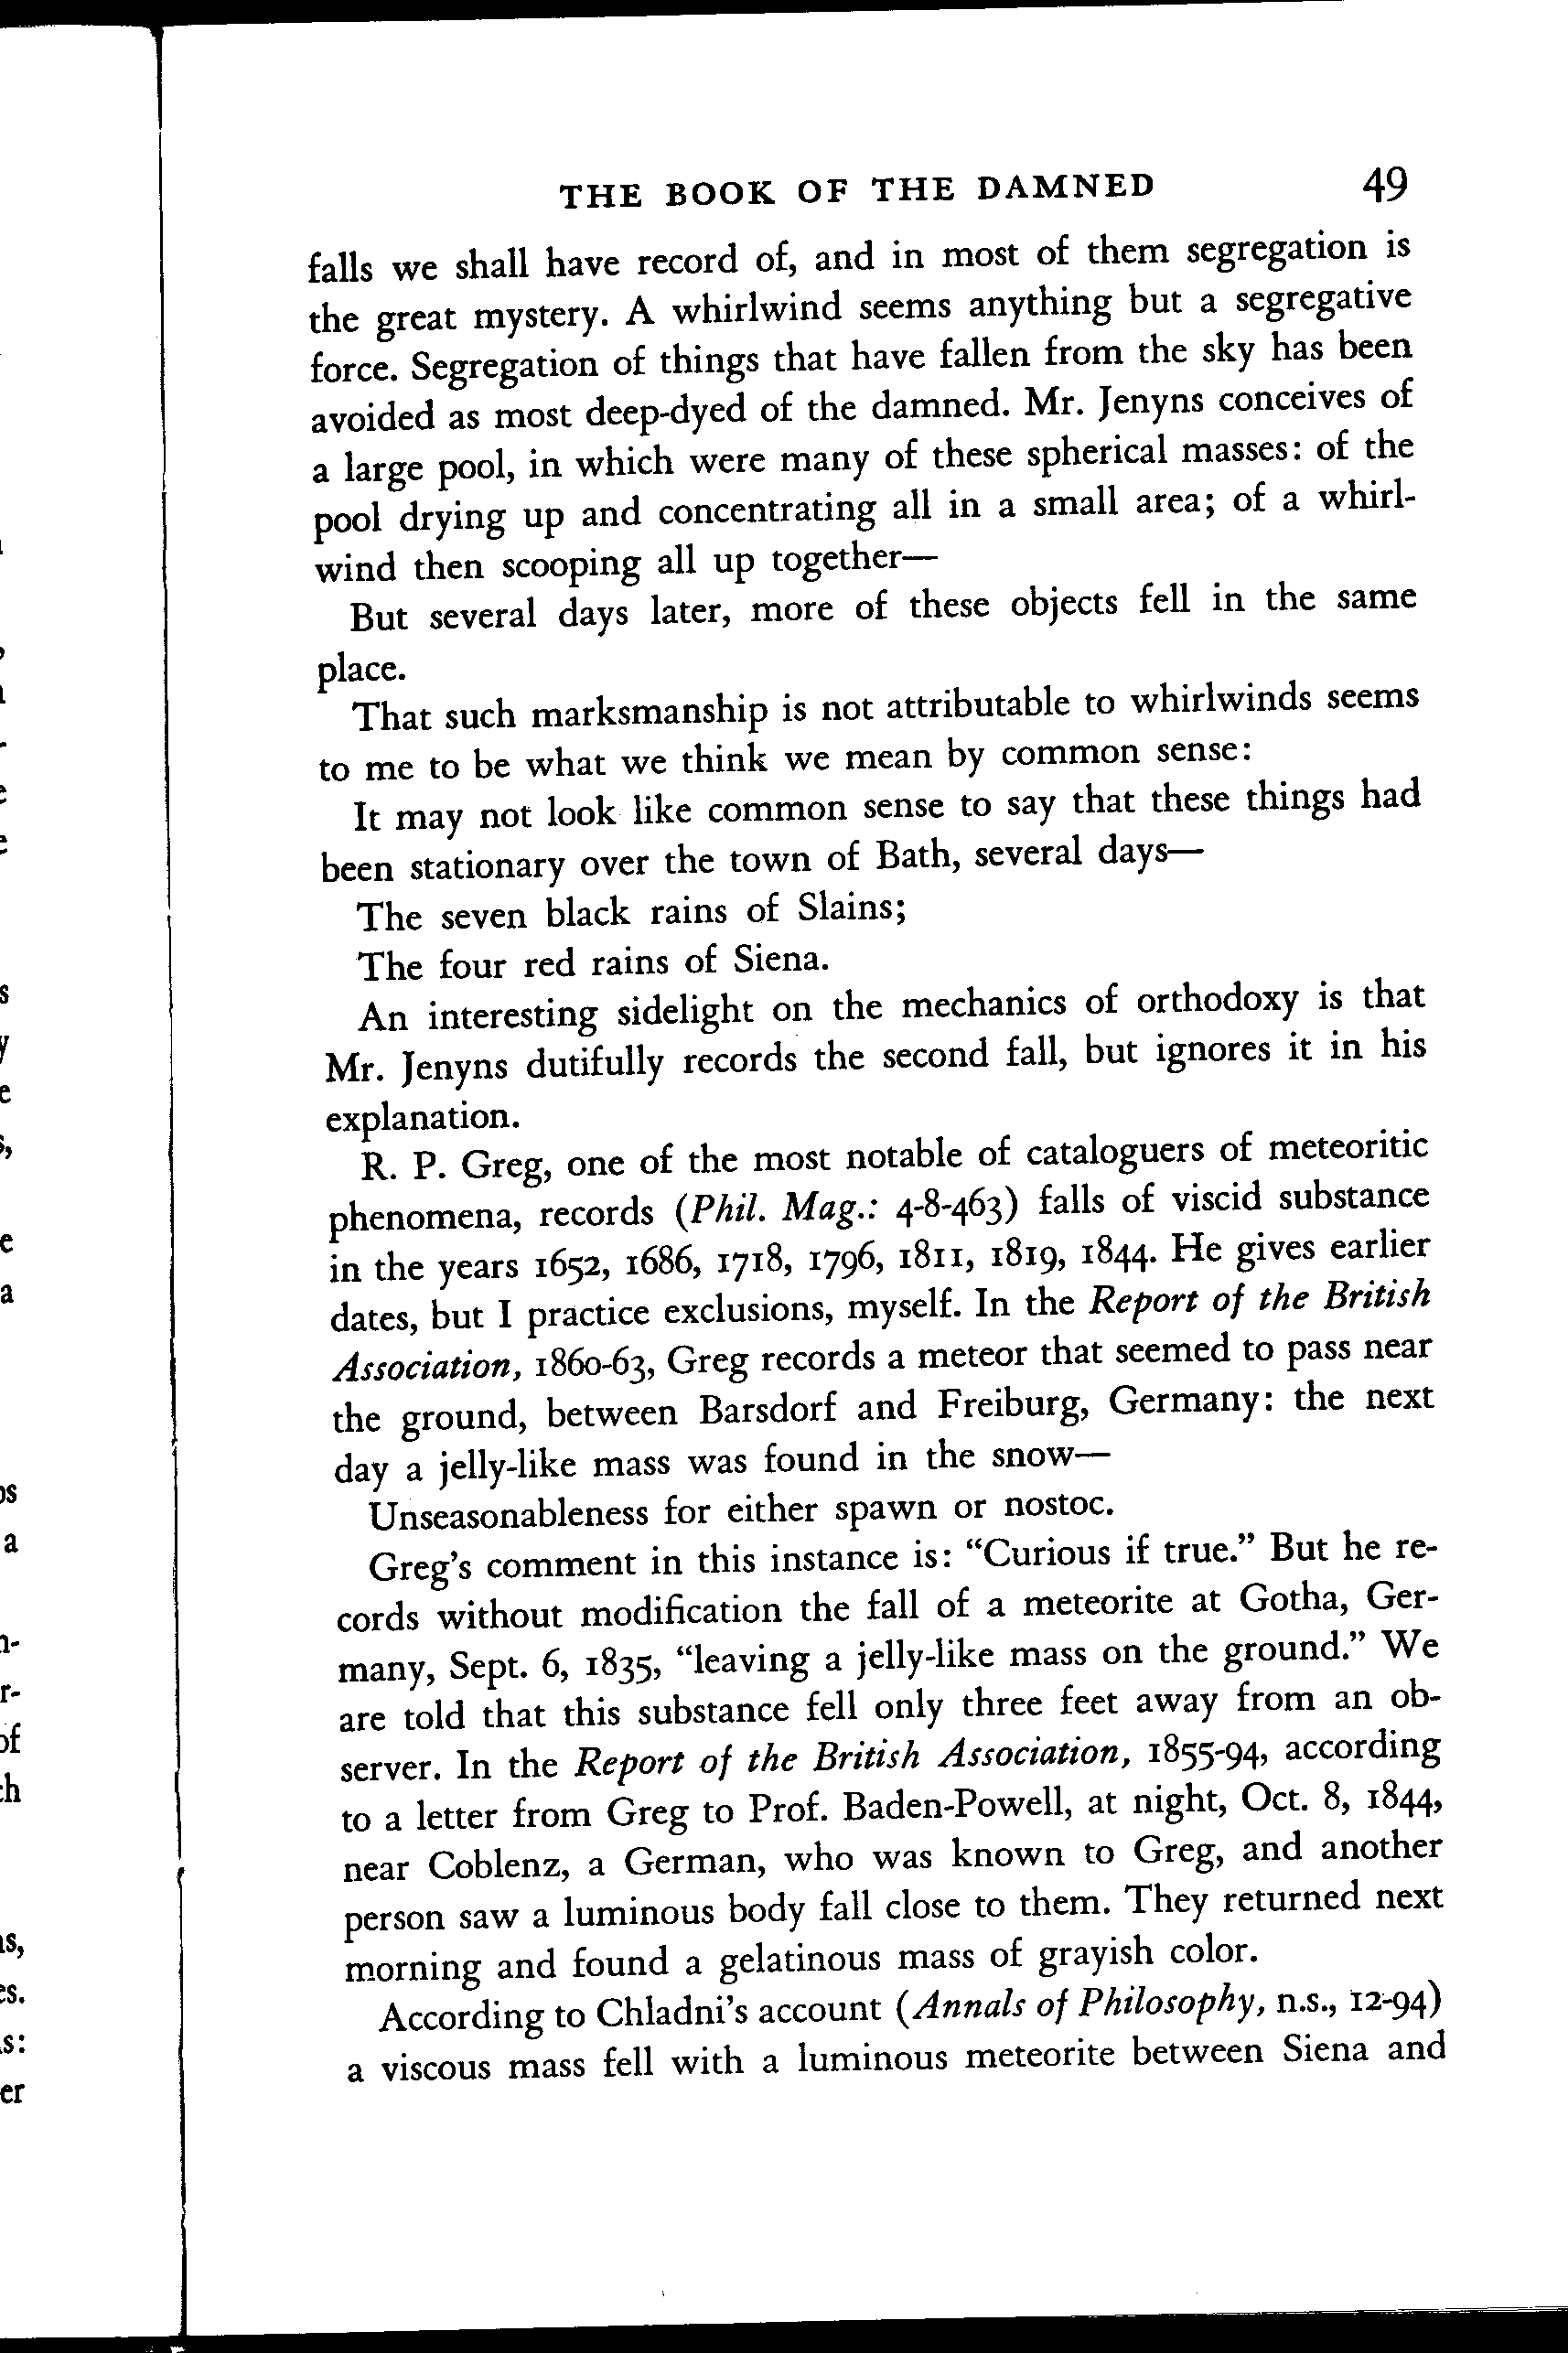 THE BOOK OF THE DAMNED 49
falls we shall have record of, and in most of them segregation is
the great mystery. A whirlwind seems anything but a segregative
force. Segregation of things that have fallen from the sky has been
avoided as most deep-dyed of the damned. Mr. Jenyns conceives of
a large pool, in which were many of these spherical masses: of the
pool drying up and concentrating all in a small area; of a whirl-
wind then scooping all up together—
But several days later, more of these objects fell in the same
place.
That such marksmanship is not attributable to whirlwinds seems
to me to be what we think we mean by common sense:
It may not look like common sense to say that these things had
been stationary over the town of Bath, several days—
The seven black rains of Slains;
The four red rains of Siena.
An interesting sidelight on the mechanics of orthodoxy is that
Mr. Jenyns dutifully records the second fall, but ignores it in his
explanation.
R. P. Greg, one of the most notable of cataloguers of meteoritic
phenomena, records (Phil. Mag.: 4-8-463) falls of viscid substance
in the years 1652, 1686, 1718, 1796, 1811, 1819, 1844. He gives earlier
dates, but I practice exclusions, myself. In the Report of the British
Association, 1860-63, Greg records a meteor that seemed to pass near
the ground, between Barsdorf and Freiburg, Germany: the next
day a jelly-like mass was found in the snow—
Unseasonableness for either spawn or nostoc.
Greg's comment in this instance is: "Curious if true." But he re-
cords without modification the fall of a meteorite at Gotha, Ger-
many, Sept. 6, 1835, "leaving a jelly-like mass on the ground." We
are told that this substance fell only three feet away from an ob-
server. In the Report of the British Association, 1855-94, according
to a letter from Greg to Prof. Baden-Powell, at night, Oct. 8, 1844,
near Coblenz, a German, who was known to Greg, and another
person saw a luminous body fall close to them. They returned next
morning and found a gelatinous mass of grayish color.
According to Chladni's account (Annals of Philosophy, n.s., 12-94)
a viscous mass fell with a luminous meteorite between Siena and